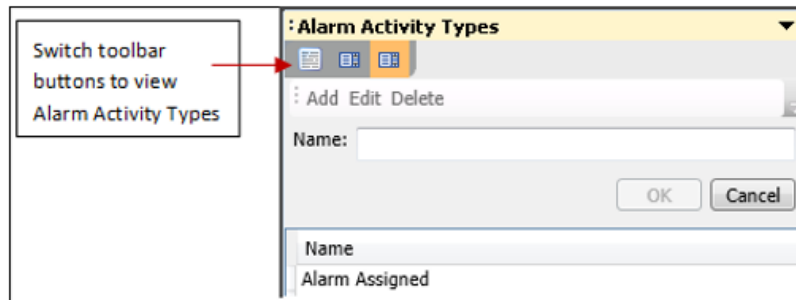 Switch toolbar
buttons to view
Alarm Activity Types
Alarm Activity Types
Add Edit Delete
Name:
OK Cancel
Name
Alarm Assigned